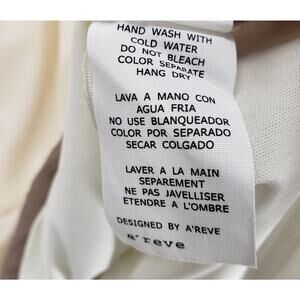 HAND WASH WITH
COLD WATER
DO NOT BLEACH
COLOR SEPARATE
HANG DRY
LAVA A MANO CON
AGUA FRIA
NO USE BLANQUEADOR
COLOR POR SEPARADO
SECAR COLGADO
LAVER A LA MAIN
SEPAREMENT
NE PAS JAVELLISER
ETENDRE A L'OMBRE
DESIGNED BY A'REVE
a'reve